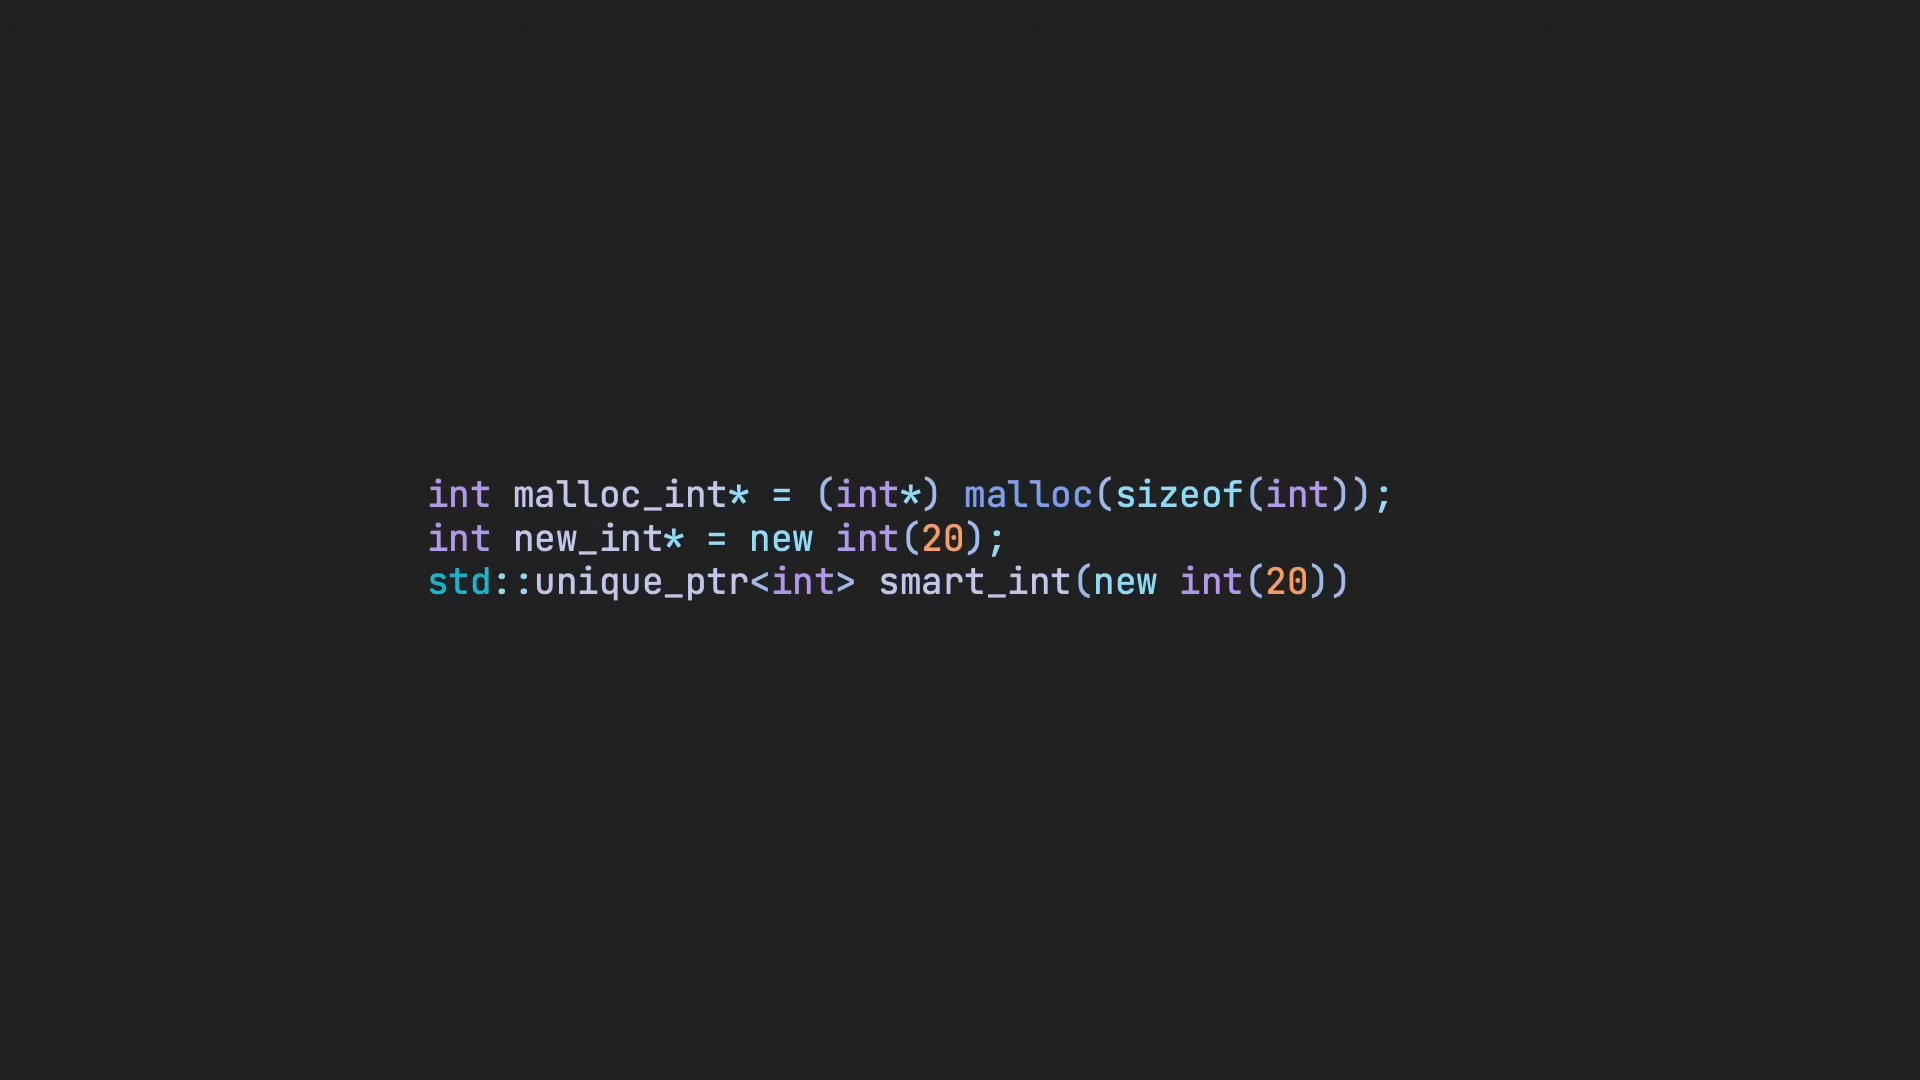 int malloc_int* = (int*) malloc(sizeof(int));
int new_int* = new int(20);
std::unique_ptr<int> smart_int(new int(20))